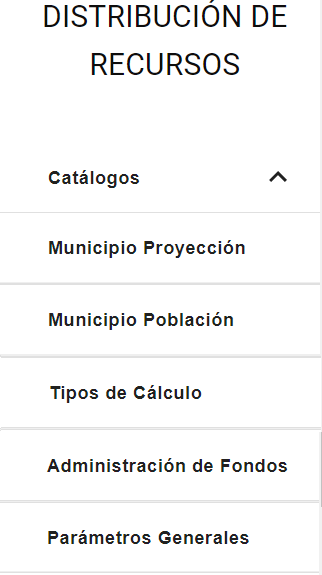 DISTRIBUCIÓN DE
RECURSOS
Catálogos
Municipio Proyección
Municipio Población
Tipos de Cálculo
Administración de Fondos
Parámetros Generales